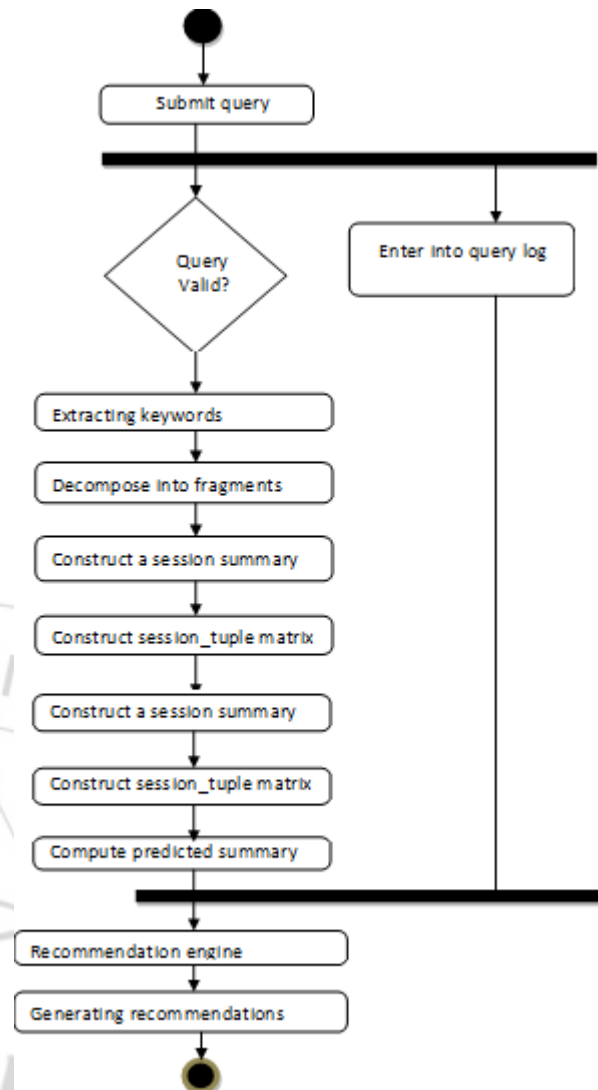 Submit query
Query
Valid?
Enter into query log
Extracting keywords
Decompose into fragments
Construct a session summary
Construct session_tuple matrix
Construct a session summary
Construct session_tuple matrix
Compute predicted summary
Recommendation engine
Generating recommendations